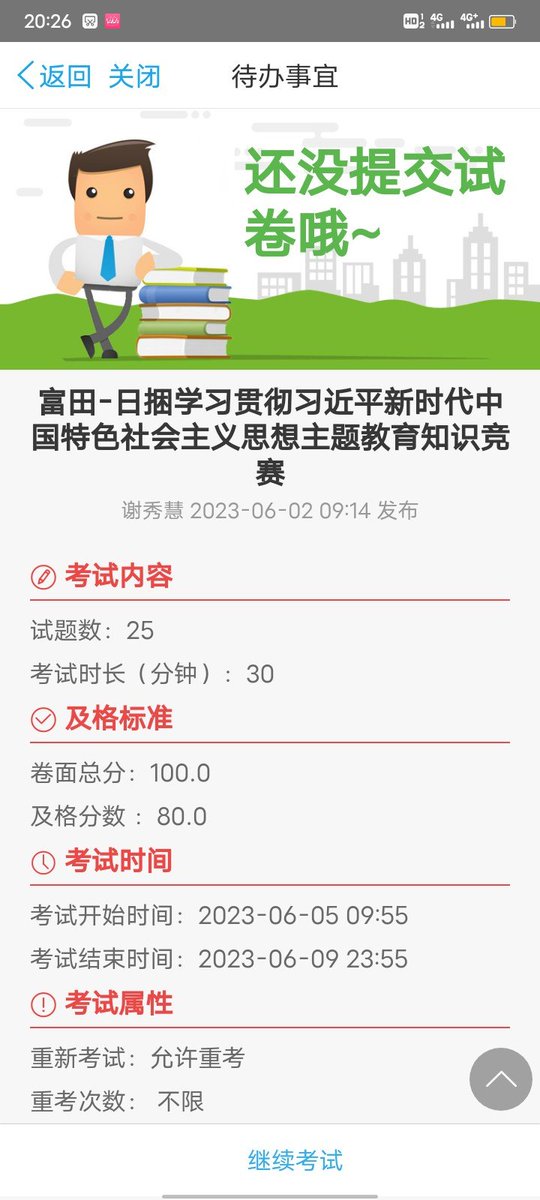 20:26
HD 1 2 4G 4G+
返回 关闭 待办事宜
还没提交试
卷哦~
富田-日捆学习贯彻习近平新时代中
国特色社会主义思想主题教育知识竞
赛
谢秀慧 2023-06-02 09:14 发布
考试内容
试题数：25
考试时长（分钟）：30
及格标准
卷面总分：100.0
及格分数 ：80.0
考试时间
考试开始时间：2023-06-05 09:55
考试结束时间：2023-06-09 23:55
考试属性
重新考试：允许重考
重考次数： 不限
继续考试